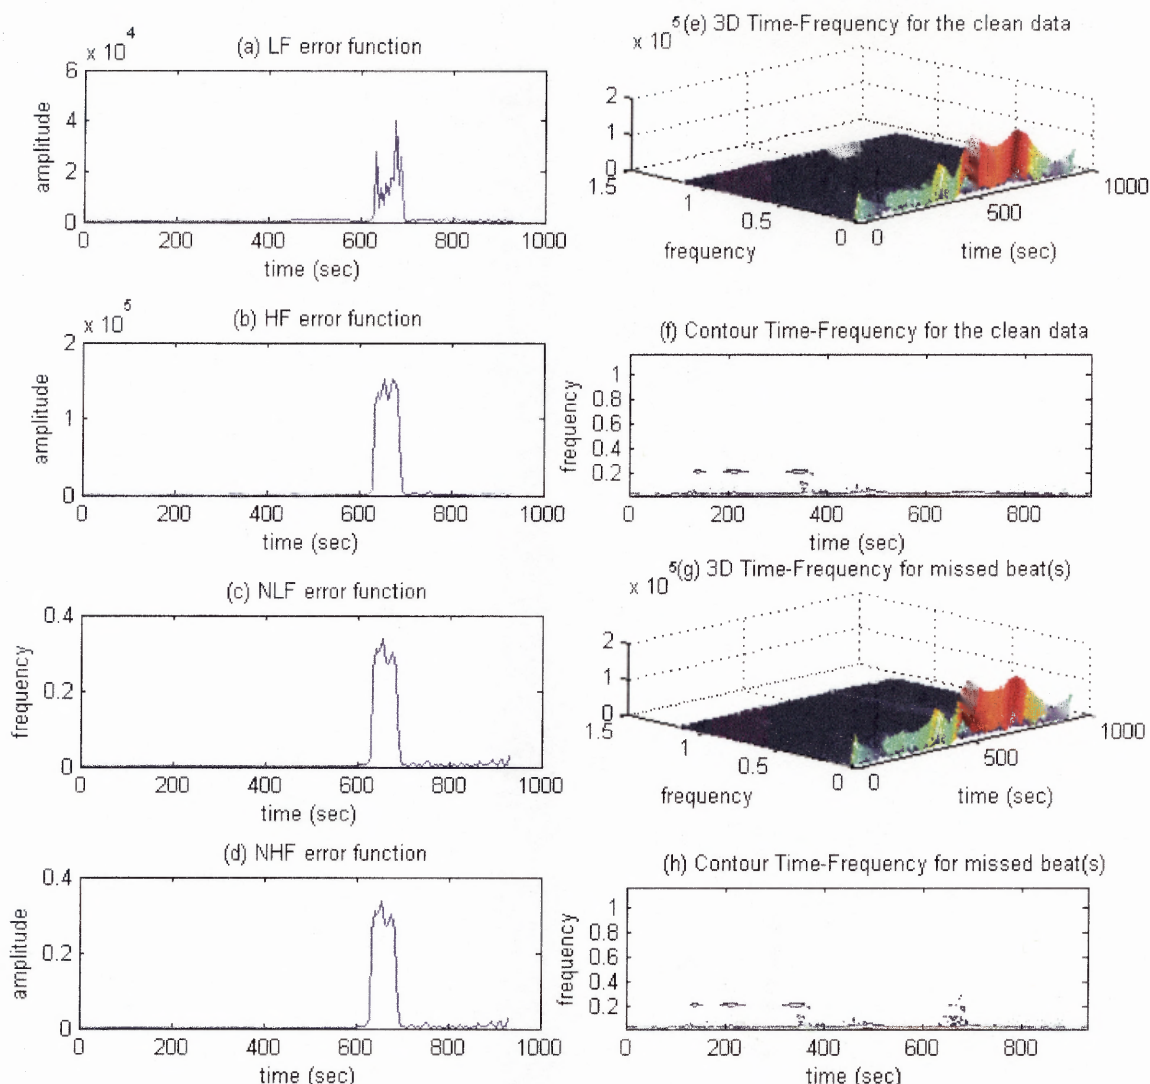 (a) LF error function
x 10^4
6
4
2
0
amplitude
0 200 400 600 800 1000
time (sec)
(b) HF error function
x 10^5
2
1
0
amplitude
0 200 400 600 800 1000
time (sec)
(c) NLF error function
0.4
0.2
0
frequency
0 200 400 600 800 1000
time (sec)
(d) NHF error function
0.4
0.2
0
amplitude
0 200 400 600 800 1000
time (sec)
x 10^5 (e) 3D Time-Frequency for the clean data
2
1
0
1.5 1 0.5 0
0 500 1000
frequency
time (sec)
(f) Contour Time-Frequency for the clean data
1
0.8
0.6
0.4
0.2
frequency
0 200 400 600 800
time (sec)
x 10^5 (g) 3D Time-Frequency for missed beat(s)
2
1
0
1.5 1 0.5 0
0 500 1000
frequency
time (sec)
(h) Contour Time-Frequency for missed beat(s)
1
0.8
0.6
0.4
0.2
frequency
0 200 400 600 800
time (sec)